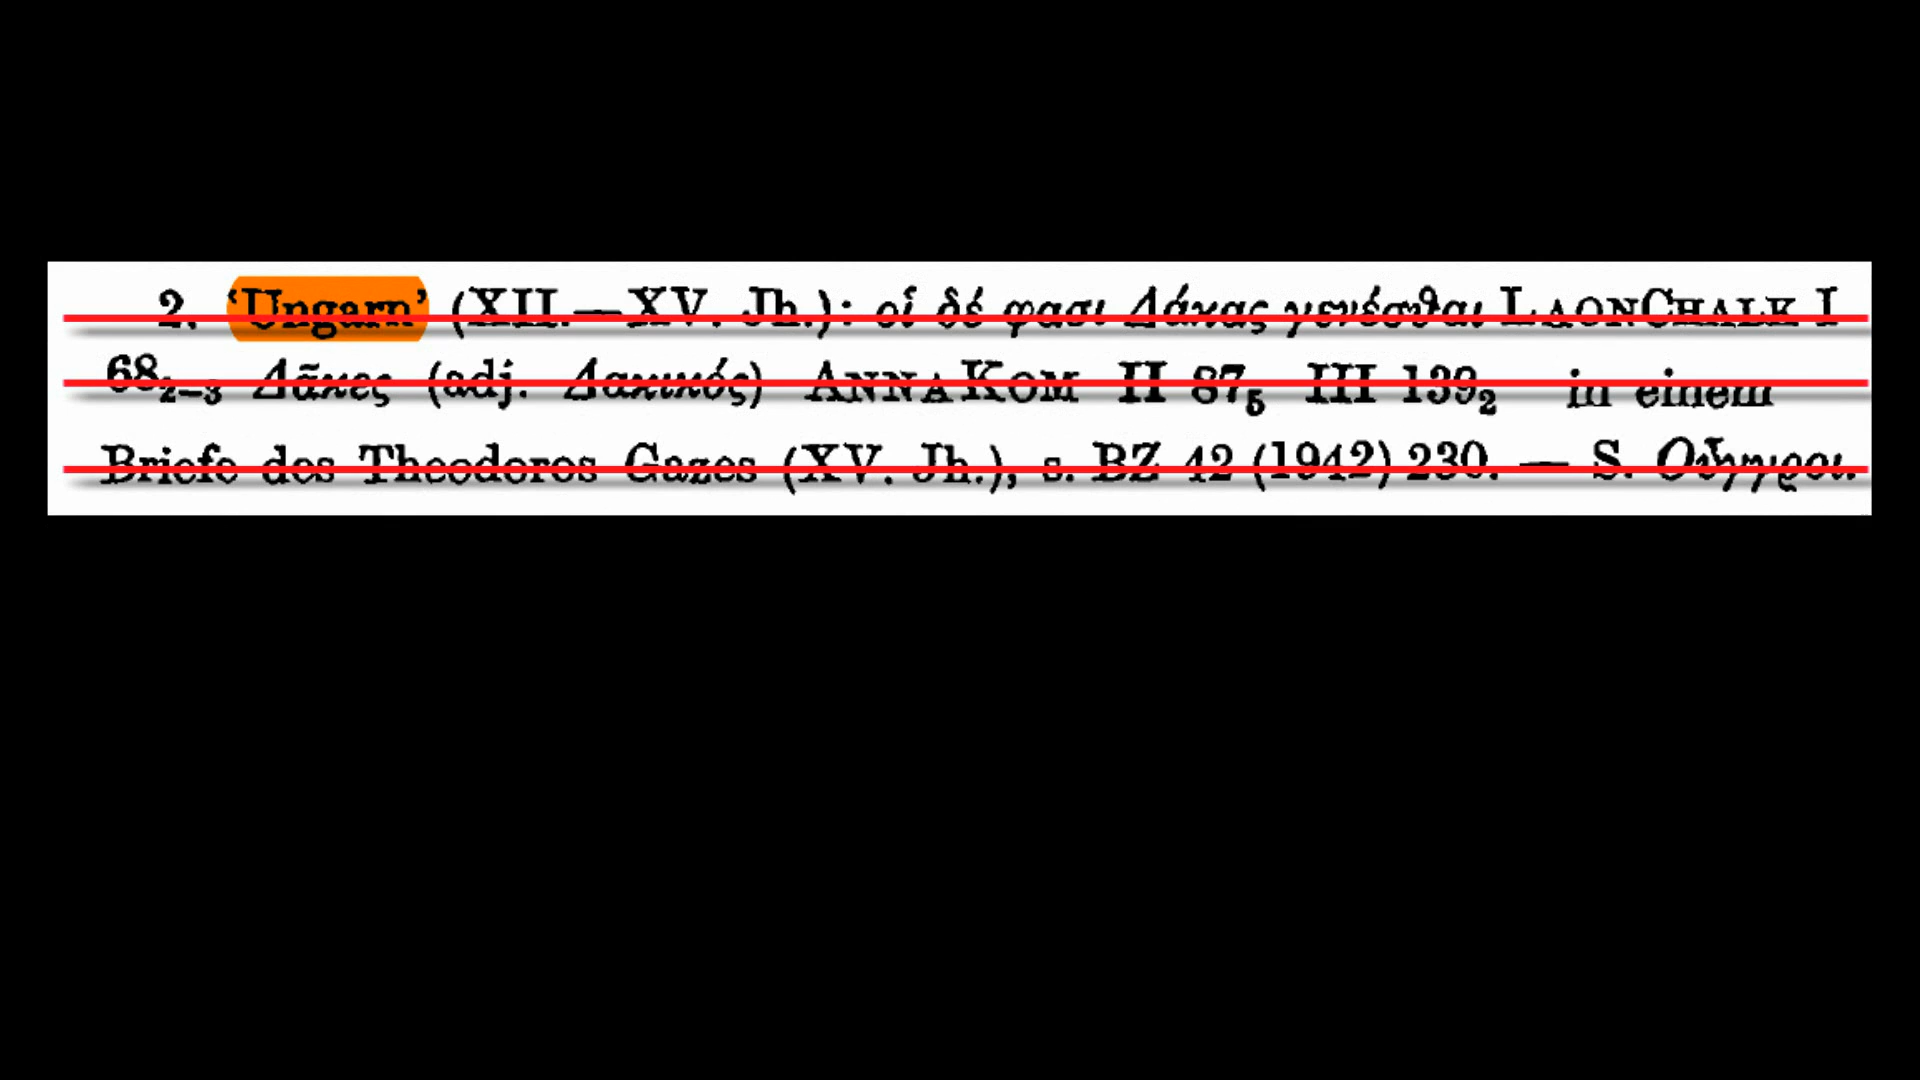 2. ‘Ungarn’ (XII.—XV. Jh.): οἱ δέ φασι Δάκας γενέσθαι LAONCHALK I
68₂₋₃ Δᾶκες (adj. Δακικός) ANNAKOM II 87₅ III 139₂ in einem
Briefe des Theodoros Gazes (XV. Jh.), s. BZ 42 (1942) 230. — S. Οὔγγροι.